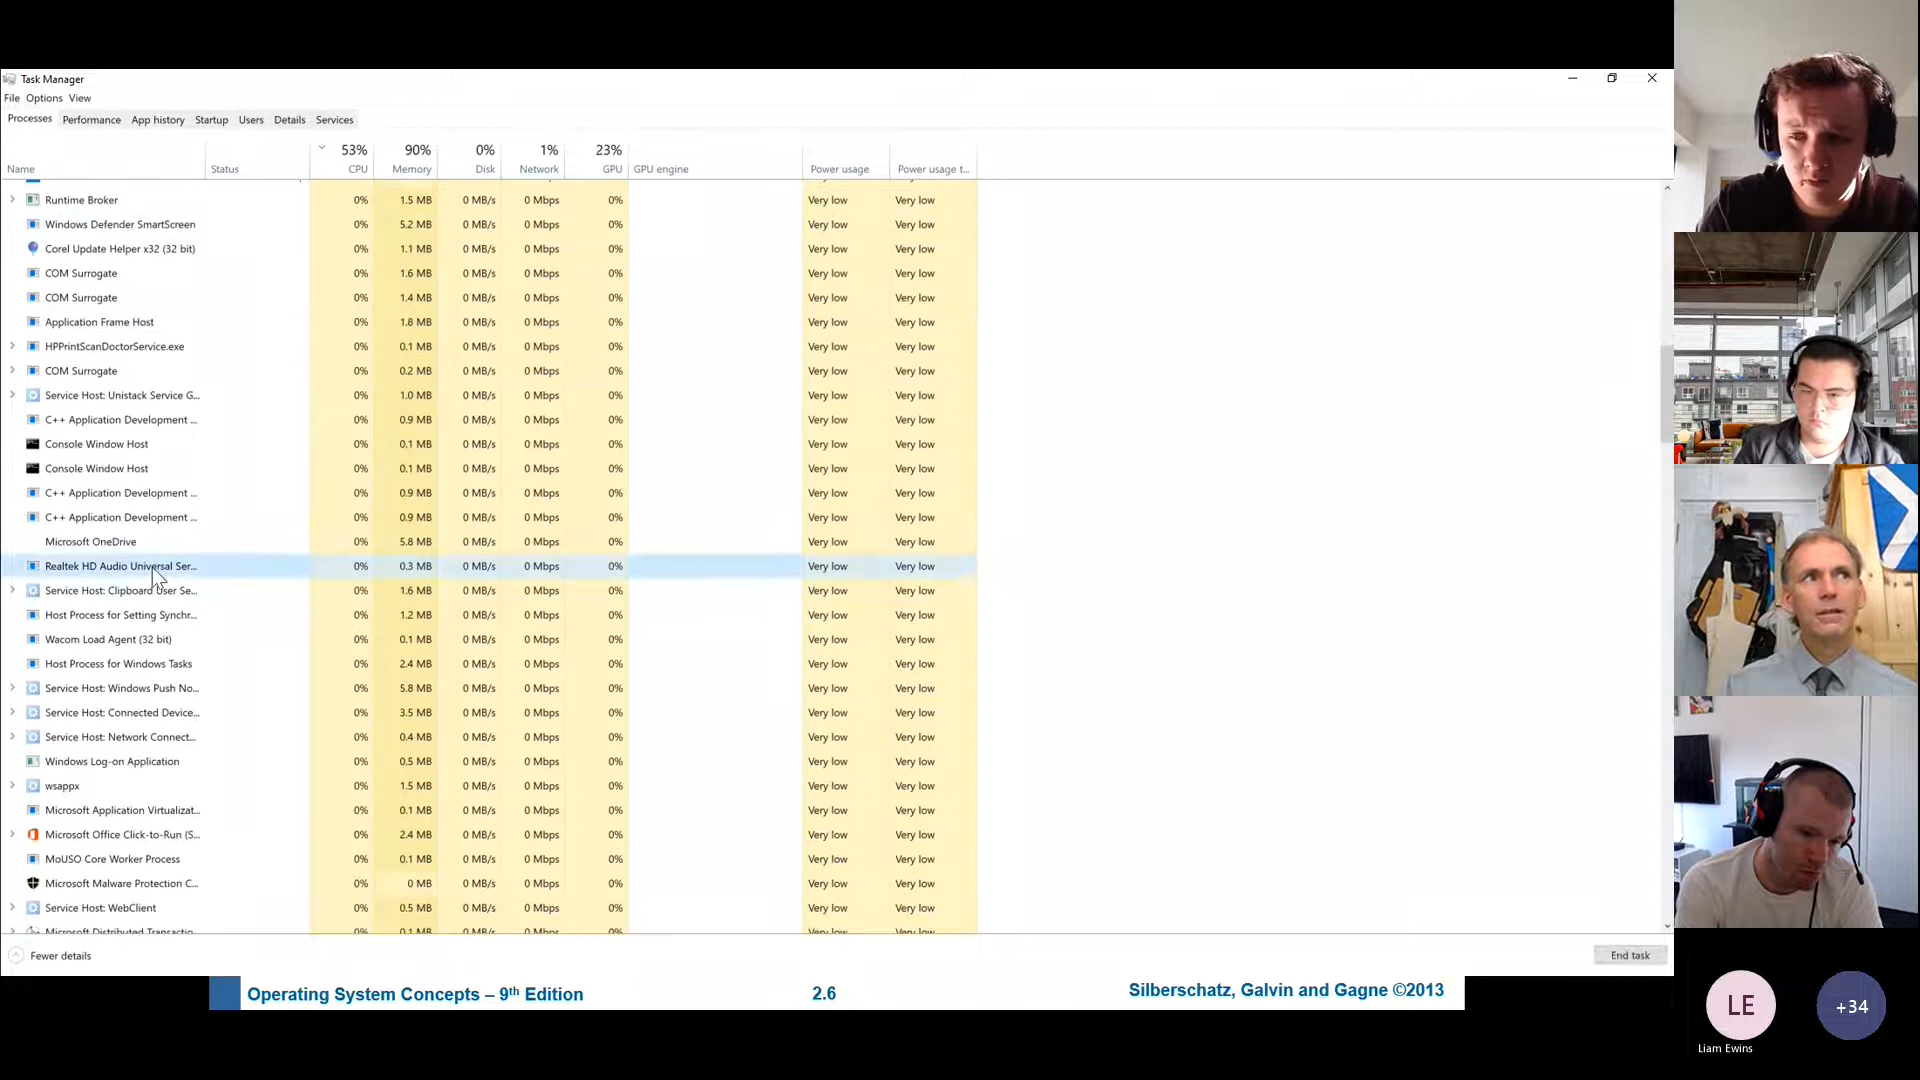 Task Manager
File Options View
Processes Performance App history Startup Users Details Services
53% 90% 0% 1% 23%
Name Status CPU Memory Disk Network GPU GPU engine Power usage Power usage t...
Runtime Broker 0% 1.5 MB 0 MB/s 0 Mbps 0% Very low Very low
Windows Defender SmartScreen 0% 5.2 MB 0 MB/s 0 Mbps 0% Very low Very low
Corel Update Helper x32 (32 bit) 0% 1.1 MB 0 MB/s 0 Mbps 0% Very low Very low
COM Surrogate 0% 1.6 MB 0 MB/s 0 Mbps 0% Very low Very low
COM Surrogate 0% 1.4 MB 0 MB/s 0 Mbps 0% Very low Very low
Application Frame Host 0% 1.8 MB 0 MB/s 0 Mbps 0% Very low Very low
HPPrintScanDoctorService.exe 0% 0.1 MB 0 MB/s 0 Mbps 0% Very low Very low
COM Surrogate 0% 0.2 MB 0 MB/s 0 Mbps 0% Very low Very low
Service Host: Unistack Service G... 0% 1.0 MB 0 MB/s 0 Mbps 0% Very low Very low
C++ Application Development ... 0% 0.9 MB 0 MB/s 0 Mbps 0% Very low Very low
Console Window Host 0% 0.1 MB 0 MB/s 0 Mbps 0% Very low Very low
Console Window Host 0% 0.1 MB 0 MB/s 0 Mbps 0% Very low Very low
C++ Application Development ... 0% 0.9 MB 0 MB/s 0 Mbps 0% Very low Very low
C++ Application Development ... 0% 0.9 MB 0 MB/s 0 Mbps 0% Very low Very low
Microsoft OneDrive 0% 5.8 MB 0 MB/s 0 Mbps 0% Very low Very low
Realtek HD Audio Universal Ser... 0% 0.3 MB 0 MB/s 0 Mbps 0% Very low Very low
Service Host: Clipboard User Se... 0% 1.6 MB 0 MB/s 0 Mbps 0% Very low Very low
Host Process for Setting Synchr... 0% 1.2 MB 0 MB/s 0 Mbps 0% Very low Very low
Wacom Load Agent (32 bit) 0% 0.1 MB 0 MB/s 0 Mbps 0% Very low Very low
Host Process for Windows Tasks 0% 2.4 MB 0 MB/s 0 Mbps 0% Very low Very low
Service Host: Windows Push No... 0% 5.8 MB 0 MB/s 0 Mbps 0% Very low Very low
Service Host: Connected Device... 0% 3.5 MB 0 MB/s 0 Mbps 0% Very low Very low
Service Host: Network Connect... 0% 0.4 MB 0 MB/s 0 Mbps 0% Very low Very low
Windows Log-on Application 0% 0.5 MB 0 MB/s 0 Mbps 0% Very low Very low
wsappx 0% 1.5 MB 0 MB/s 0 Mbps 0% Very low Very low
Microsoft Application Virtualizat... 0% 0.1 MB 0 MB/s 0 Mbps 0% Very low Very low
Microsoft Office Click-to-Run (S... 0% 2.4 MB 0 MB/s 0 Mbps 0% Very low Very low
MoUSO Core Worker Process 0% 0.1 MB 0 MB/s 0 Mbps 0% Very low Very low
Microsoft Malware Protection C... 0% 0 MB 0 MB/s 0 Mbps 0% Very low Very low
Service Host: WebClient 0% 0.5 MB 0 MB/s 0 Mbps 0% Very low Very low
Microsoft Distributed Transactio... 0% 0.1 MB 0 MB/s 0 Mbps 0% Very low Very low
Fewer details End task
Operating System Concepts – 9th Edition 2.6 Silberschatz, Galvin and Gagne ©2013
LE +34
Liam Ewins